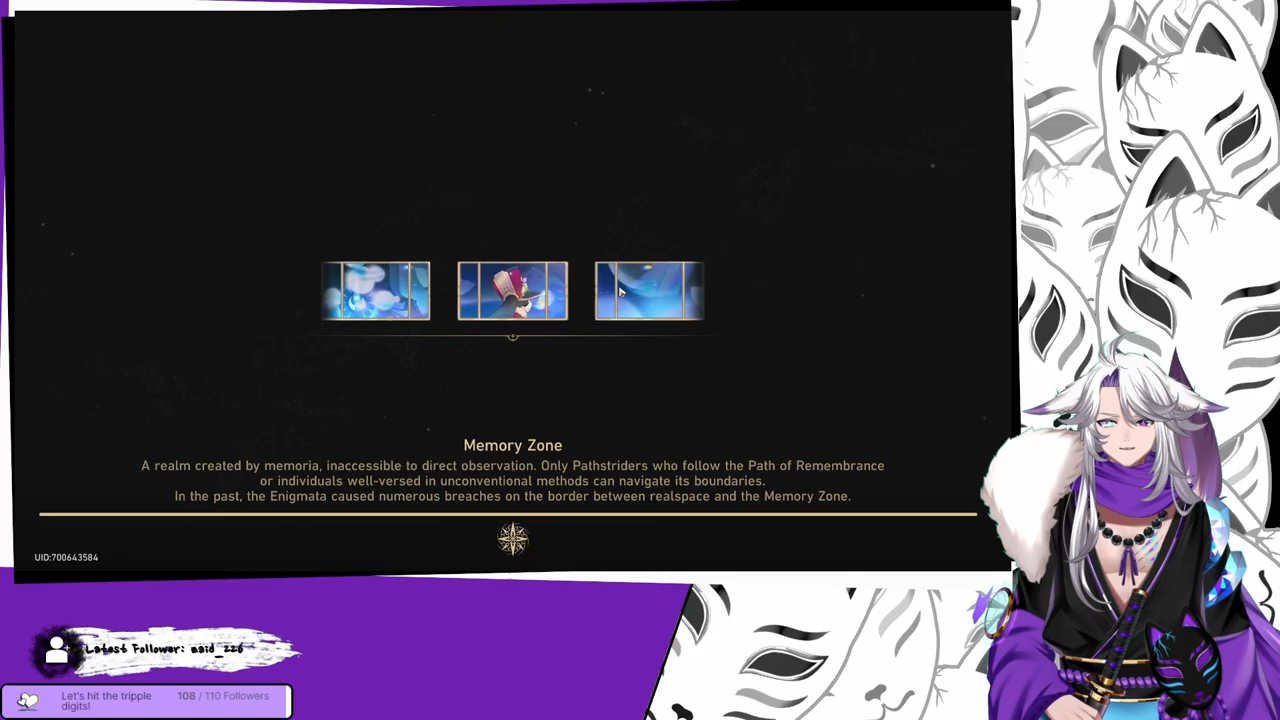 Memory Zone
A realm created by memoria, inaccessible to direct observation. Only Pathstriders who follow the Path of Remembrance
or individuals well-versed in unconventional methods can navigate its boundaries.
In the past, the Enigmata caused numerous breaches on the border between realspace and the Memory Zone.
UID:700643584
Latest Follower: zaid_226
Let's hit the tripple
digits!
108 / 110 Followers